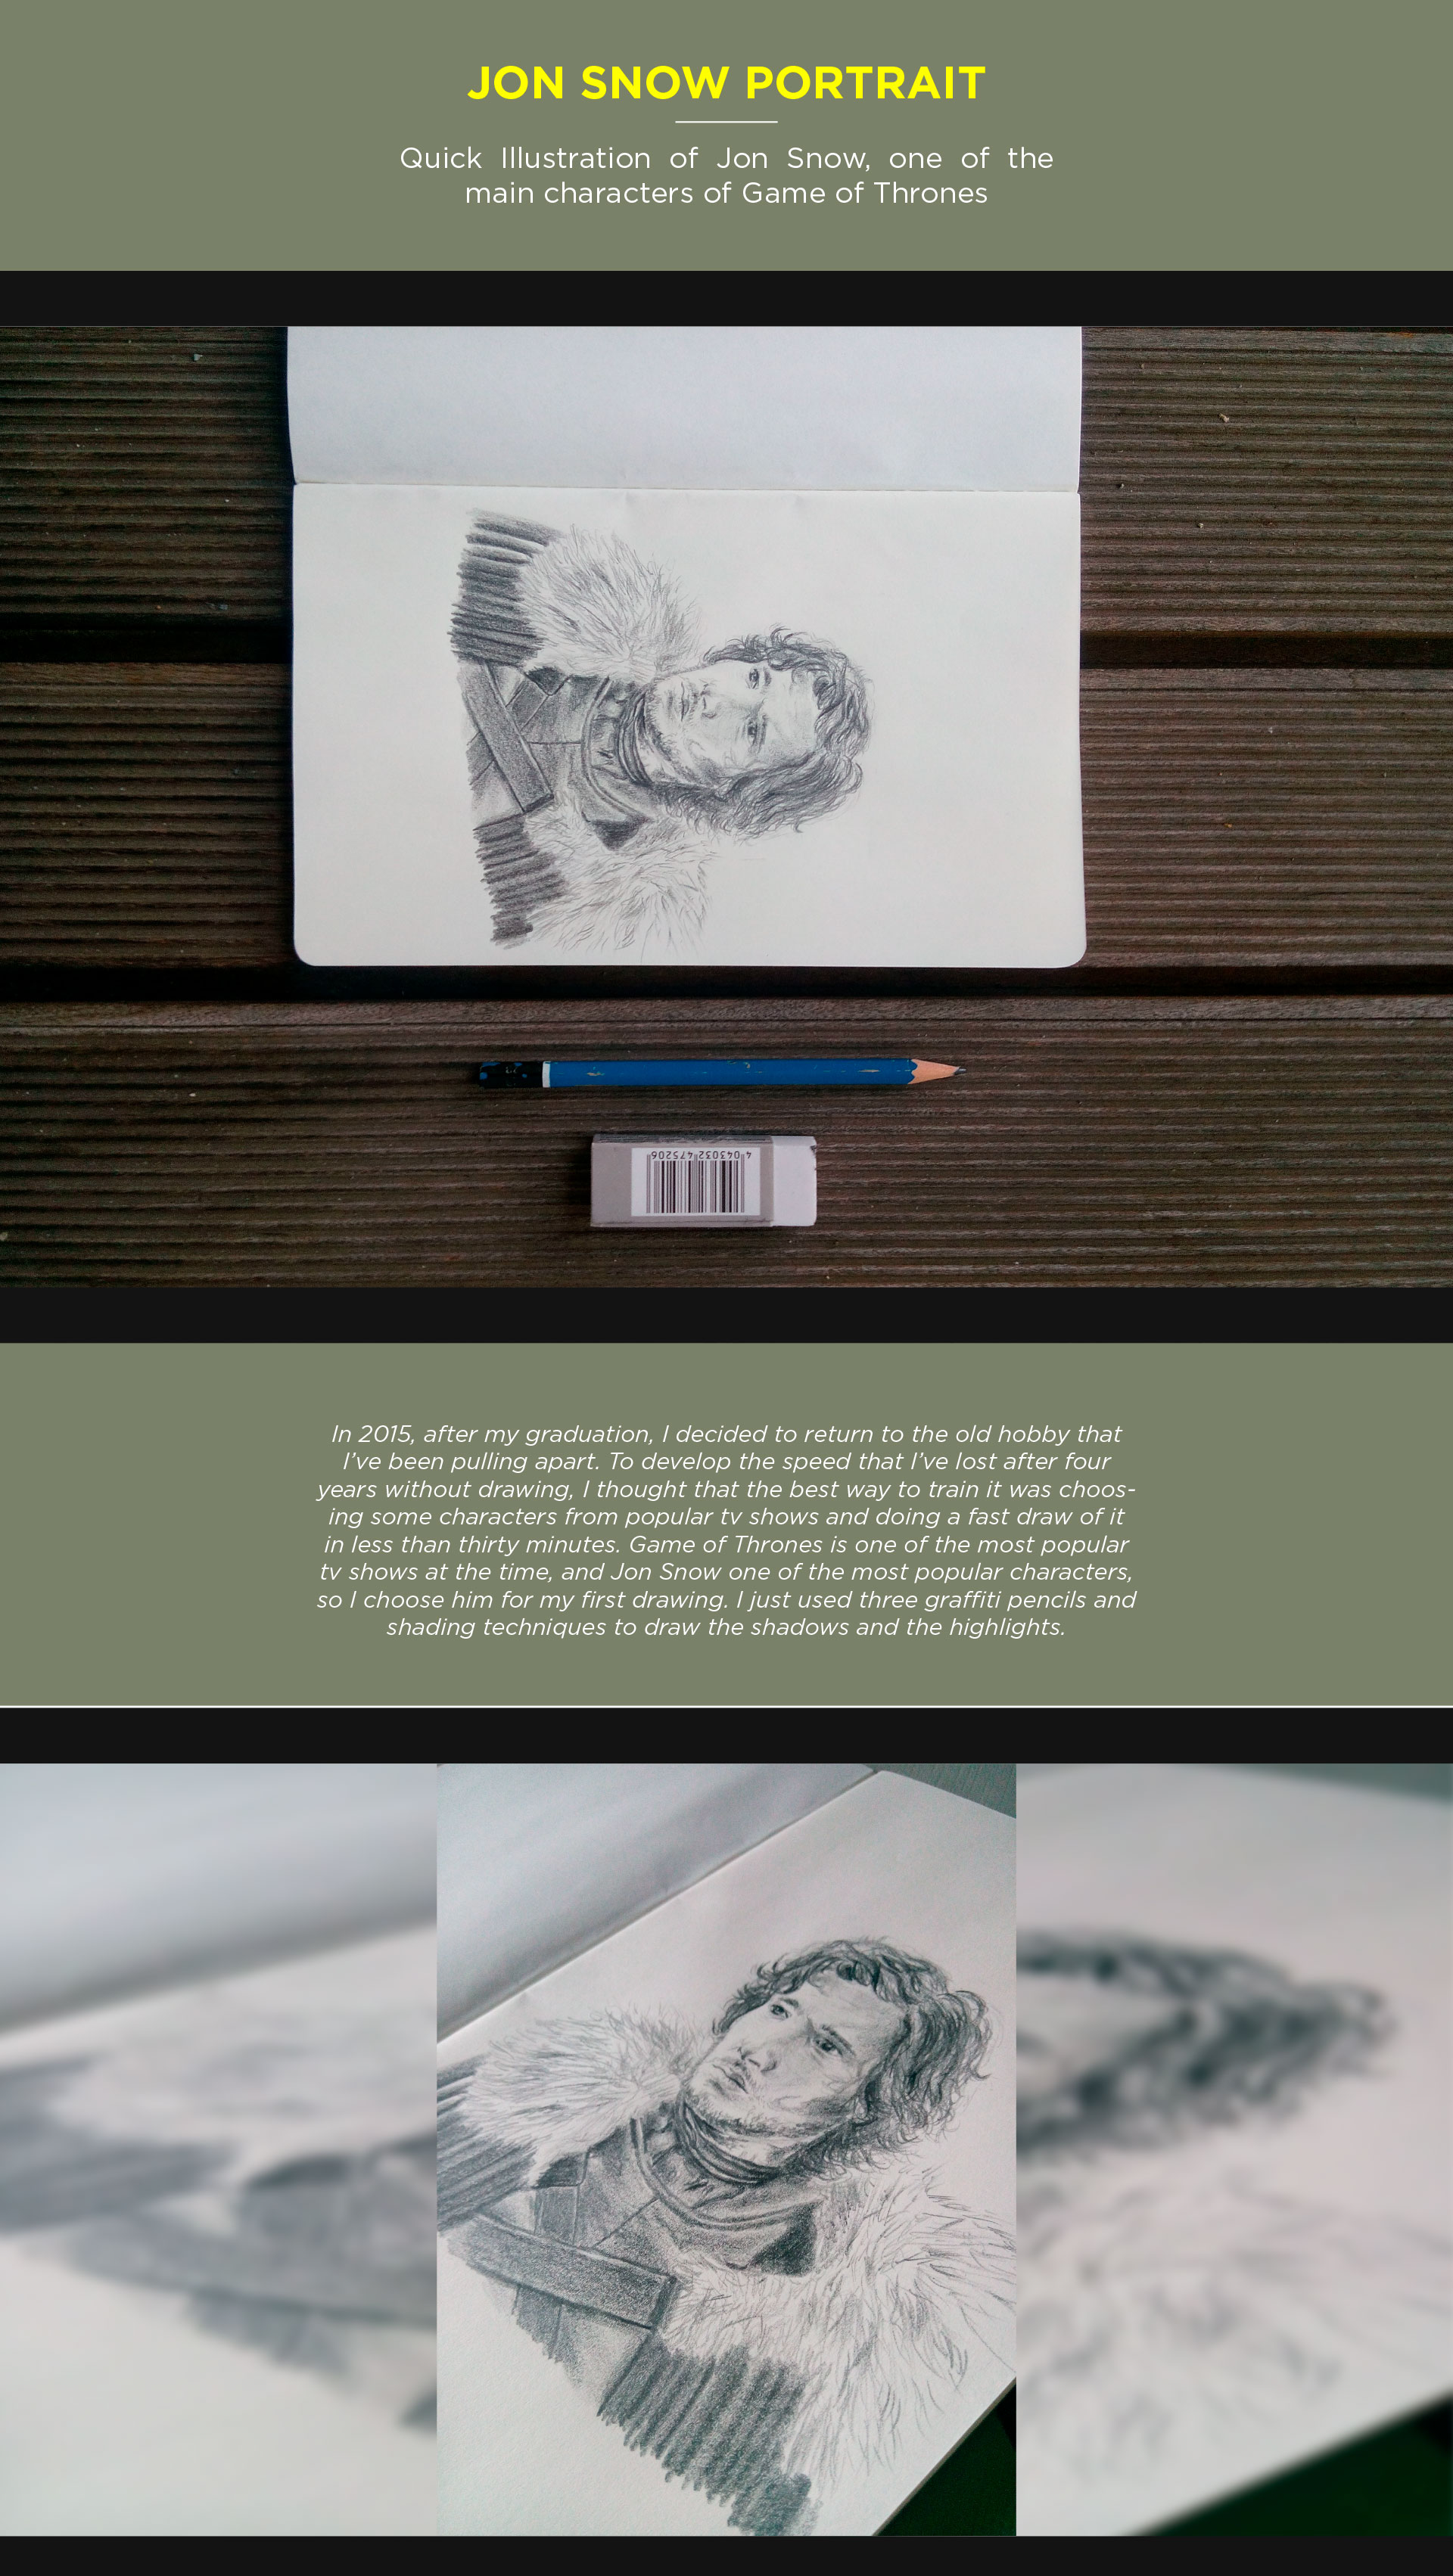 JON SNOW PORTRAIT
Quick Illustration of Jon Snow, one of the
main characters of Game of Thrones
4 043032 475206
In 2015, after my graduation, I decided to return to the old hobby that
I've been pulling apart. To develop the speed that I've lost after four
years without drawing, I thought that the best way to train it was choos-
ing some characters from popular tv shows and doing a fast draw of it
in less than thirty minutes. Game of Thrones is one of the most popular
tv shows at the time, and Jon Snow one of the most popular characters,
so I choose him for my first drawing. I just used three graffiti pencils and
shading techniques to draw the shadows and the highlights.